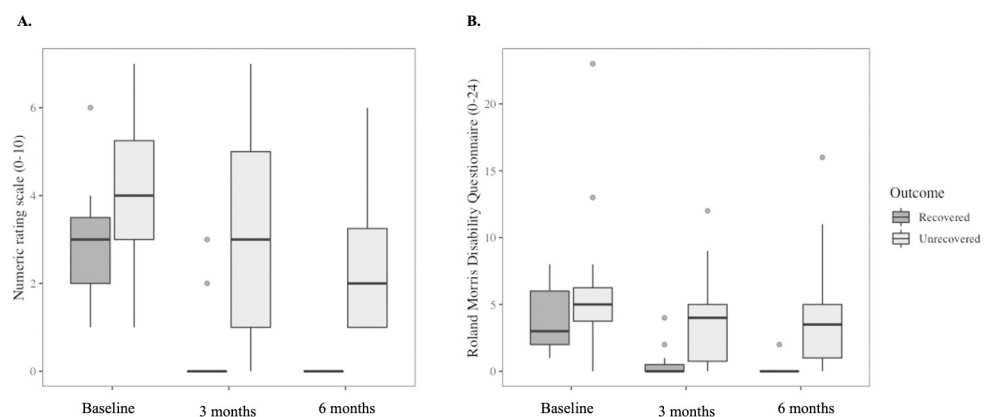 A.
B.
Numeric rating scale (0-10)
6
4
2
0
Baseline
3 months
6 months
Roland Morris Disability Questionnaire (0-24)
20
15
10
5
0
Baseline
3 months
6 months
Outcome
Recovered
Unrecovered